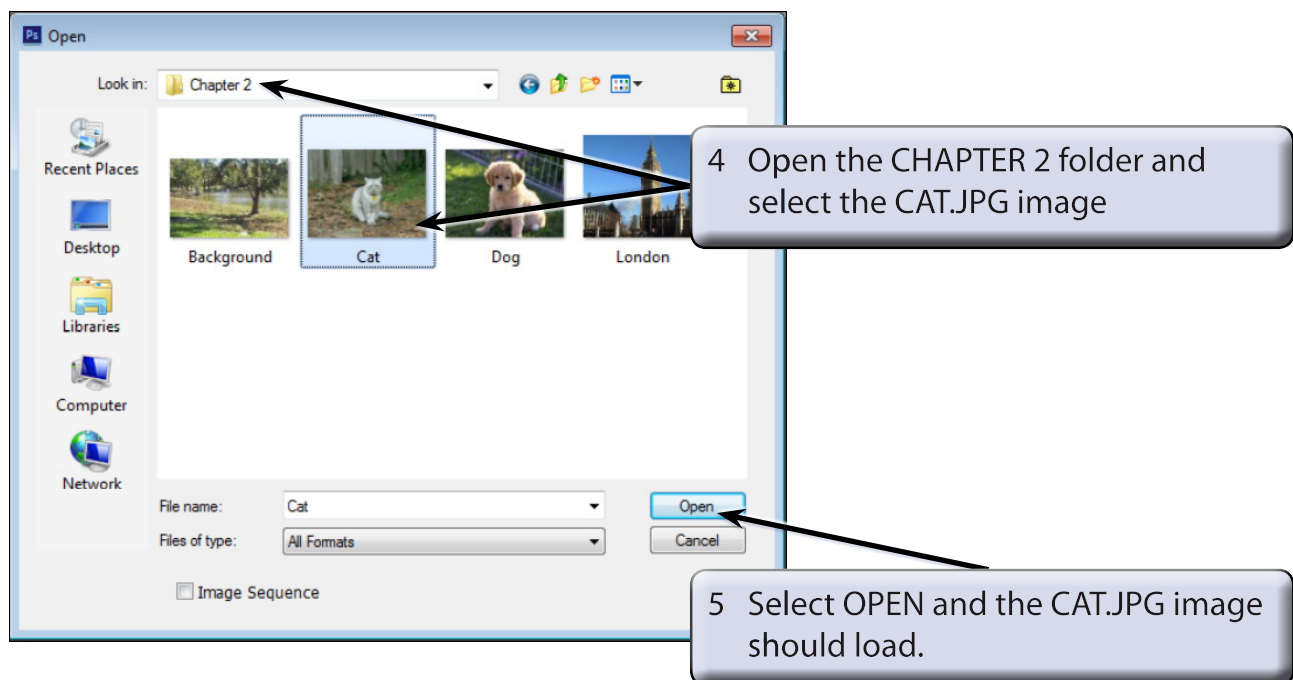 Ps Open
Look in: Chapter 2
Recent Places
Desktop
Libraries
Computer
Network
Background Cat Dog London
4 Open the CHAPTER 2 folder and
select the CAT.JPG image
File name: Cat Open
Files of type: All Formats Cancel
Image Sequence
5 Select OPEN and the CAT.JPG image
should load.